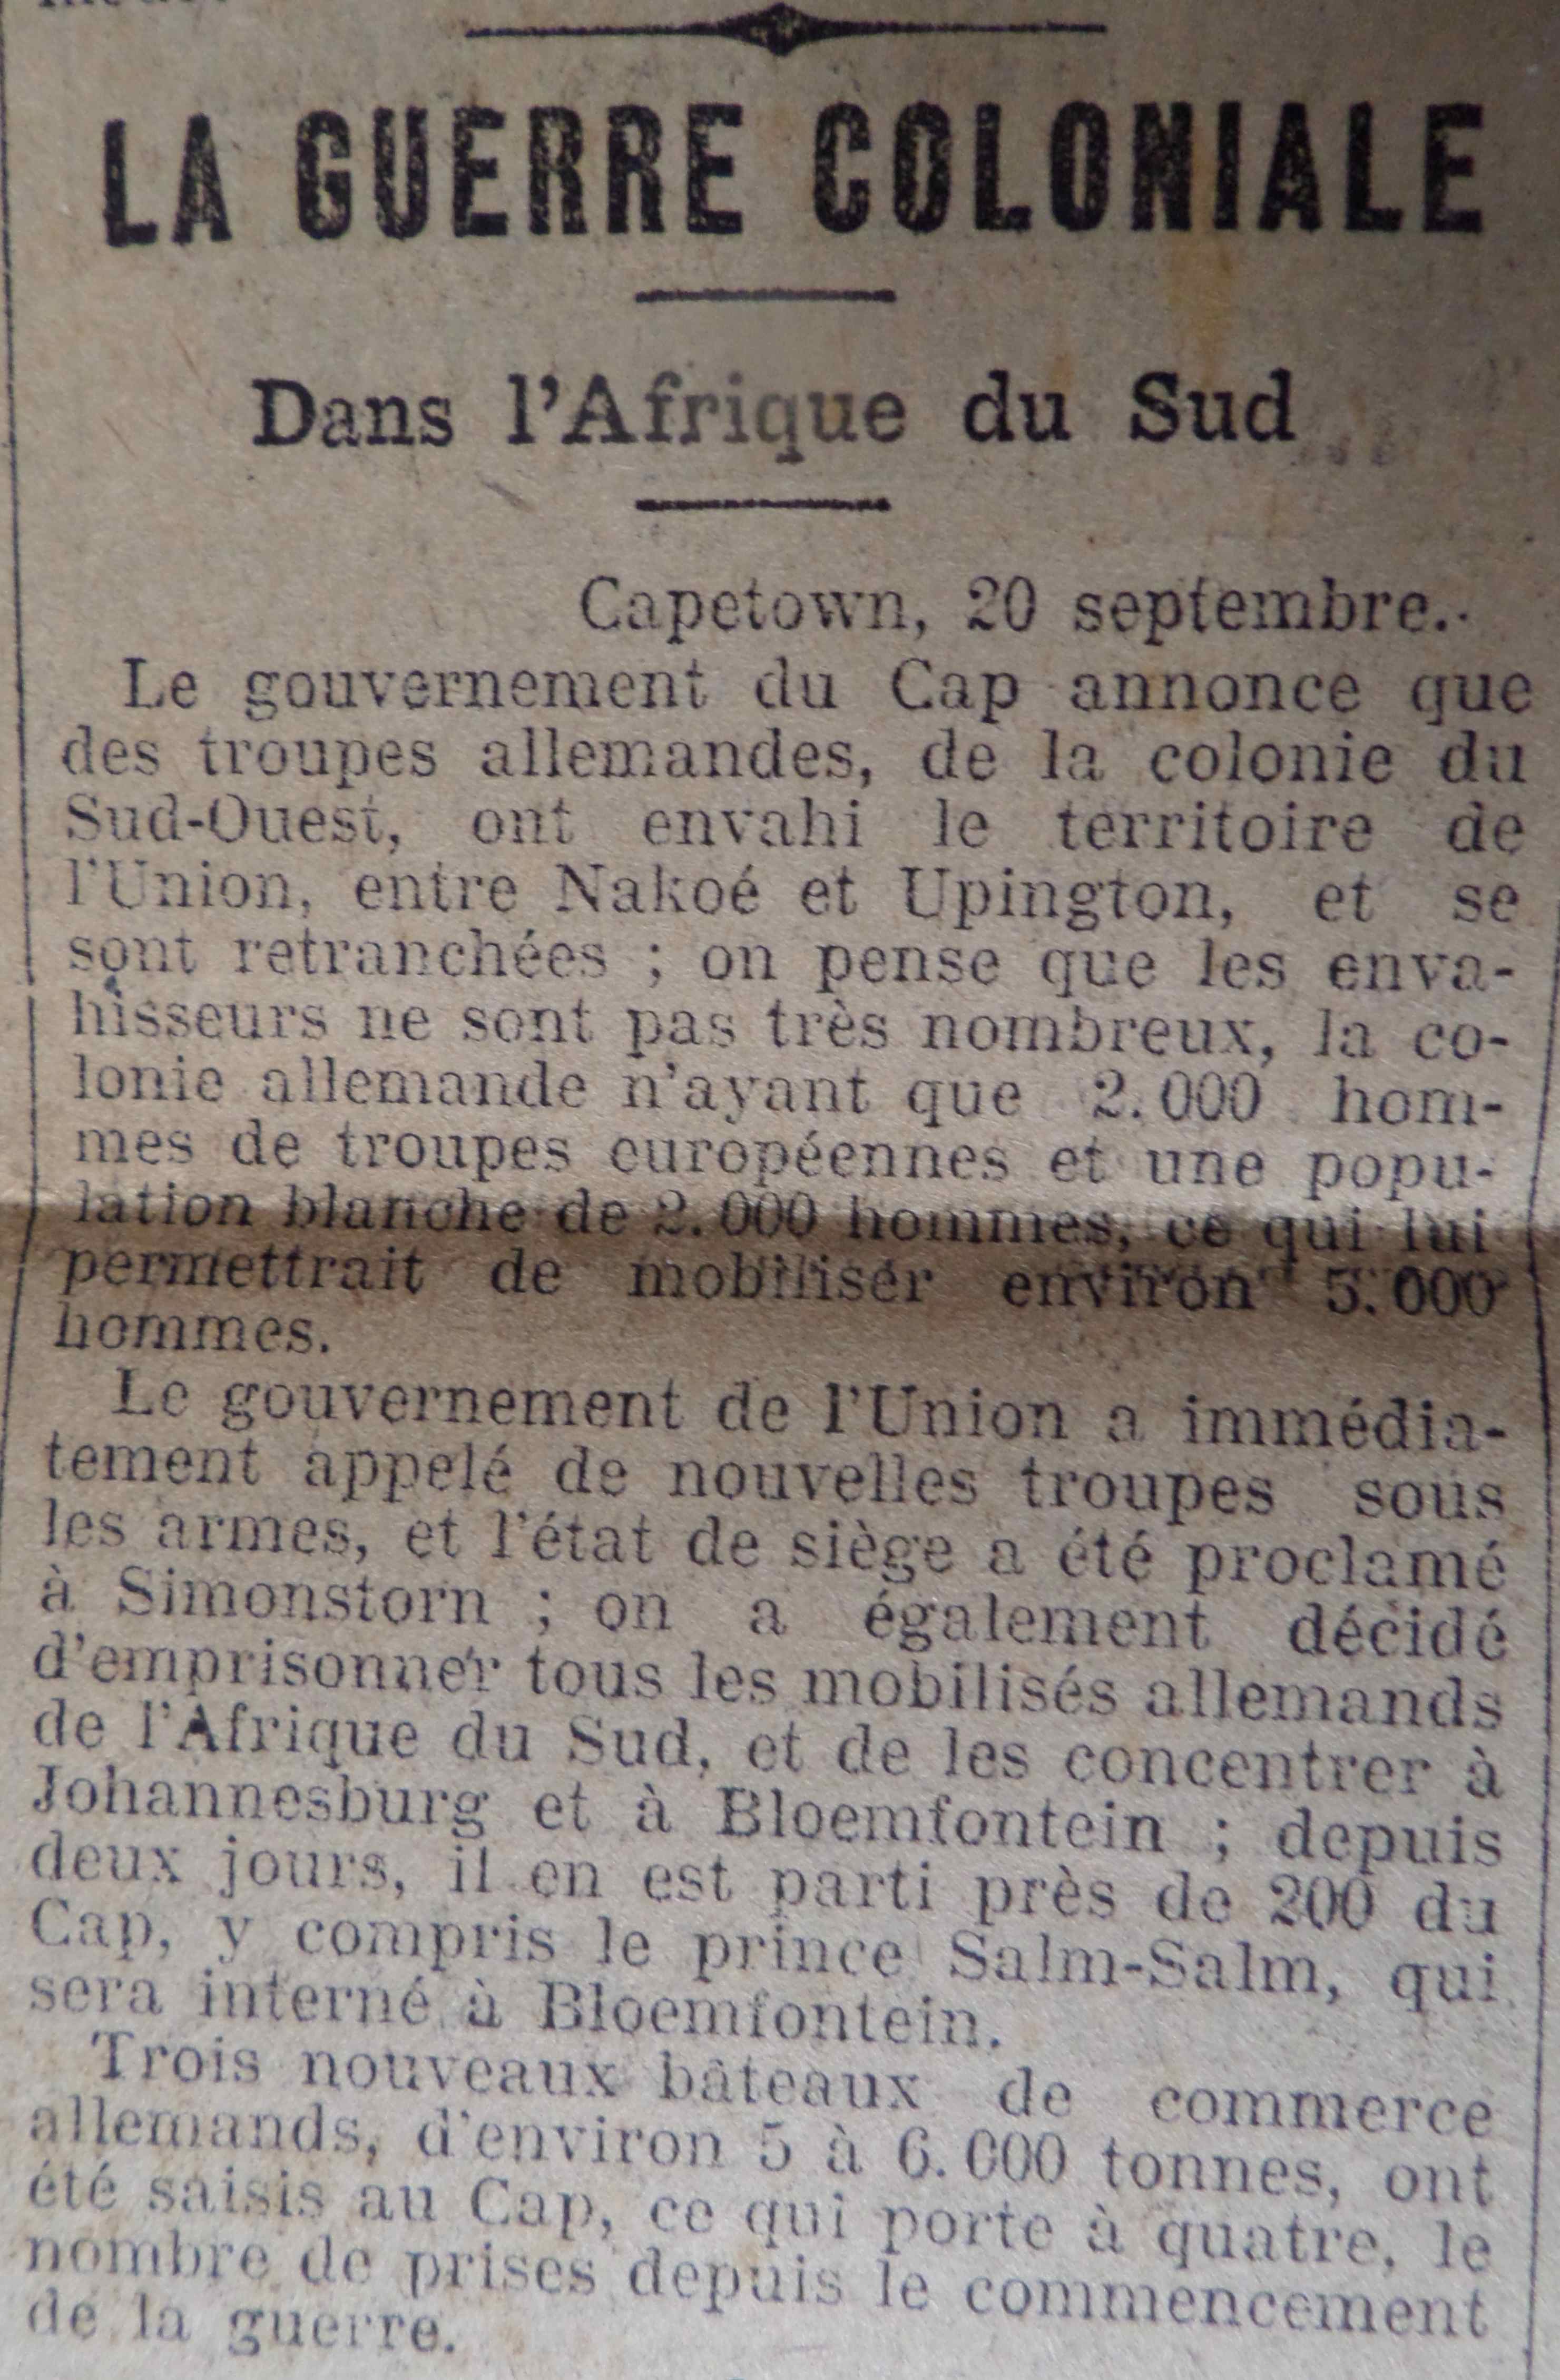 LA GUERRE COLONIALE
Dans l'Afrique du Sud
Capetown, 20 septembre.
Le gouvernement du Cap annonce que
des troupes allemandes, de la colonie du
Sud-Ouest, ont envahi le territoire de
l'Union, entre Nakoé et Upington, et se
sont retranchées ; on pense que les enva-
hisseurs ne sont pas très nombreux, la co-
lonie allemande n'ayant que 2.000 hom-
mes de troupes européennes et une popu-
lation blanche de 2.000 hommes, ce qui lui
permettrait de mobiliser environ 5.000
hommes.
Le gouvernement de l'Union a immédia-
tement appelé de nouvelles troupes sous
les armes, et l'état de siège a été proclamé
à Simonstorn ; on a également décidé
d'emprisonner tous les mobilisés allemands
de l'Afrique du Sud, et de les concentrer à
Johannesburg et à Bloemfontein ; depuis
deux jours, il en est parti près de 200 du
Cap, y compris le prince Salm-Salm, qui
sera interné à Bloemfontein.
Trois nouveaux bateaux de commerce
allemands, d'environ 5 à 6.000 tonnes, ont
été saisis au Cap, ce qui porte à quatre, le
nombre de prises depuis le commencement
de la guerre.